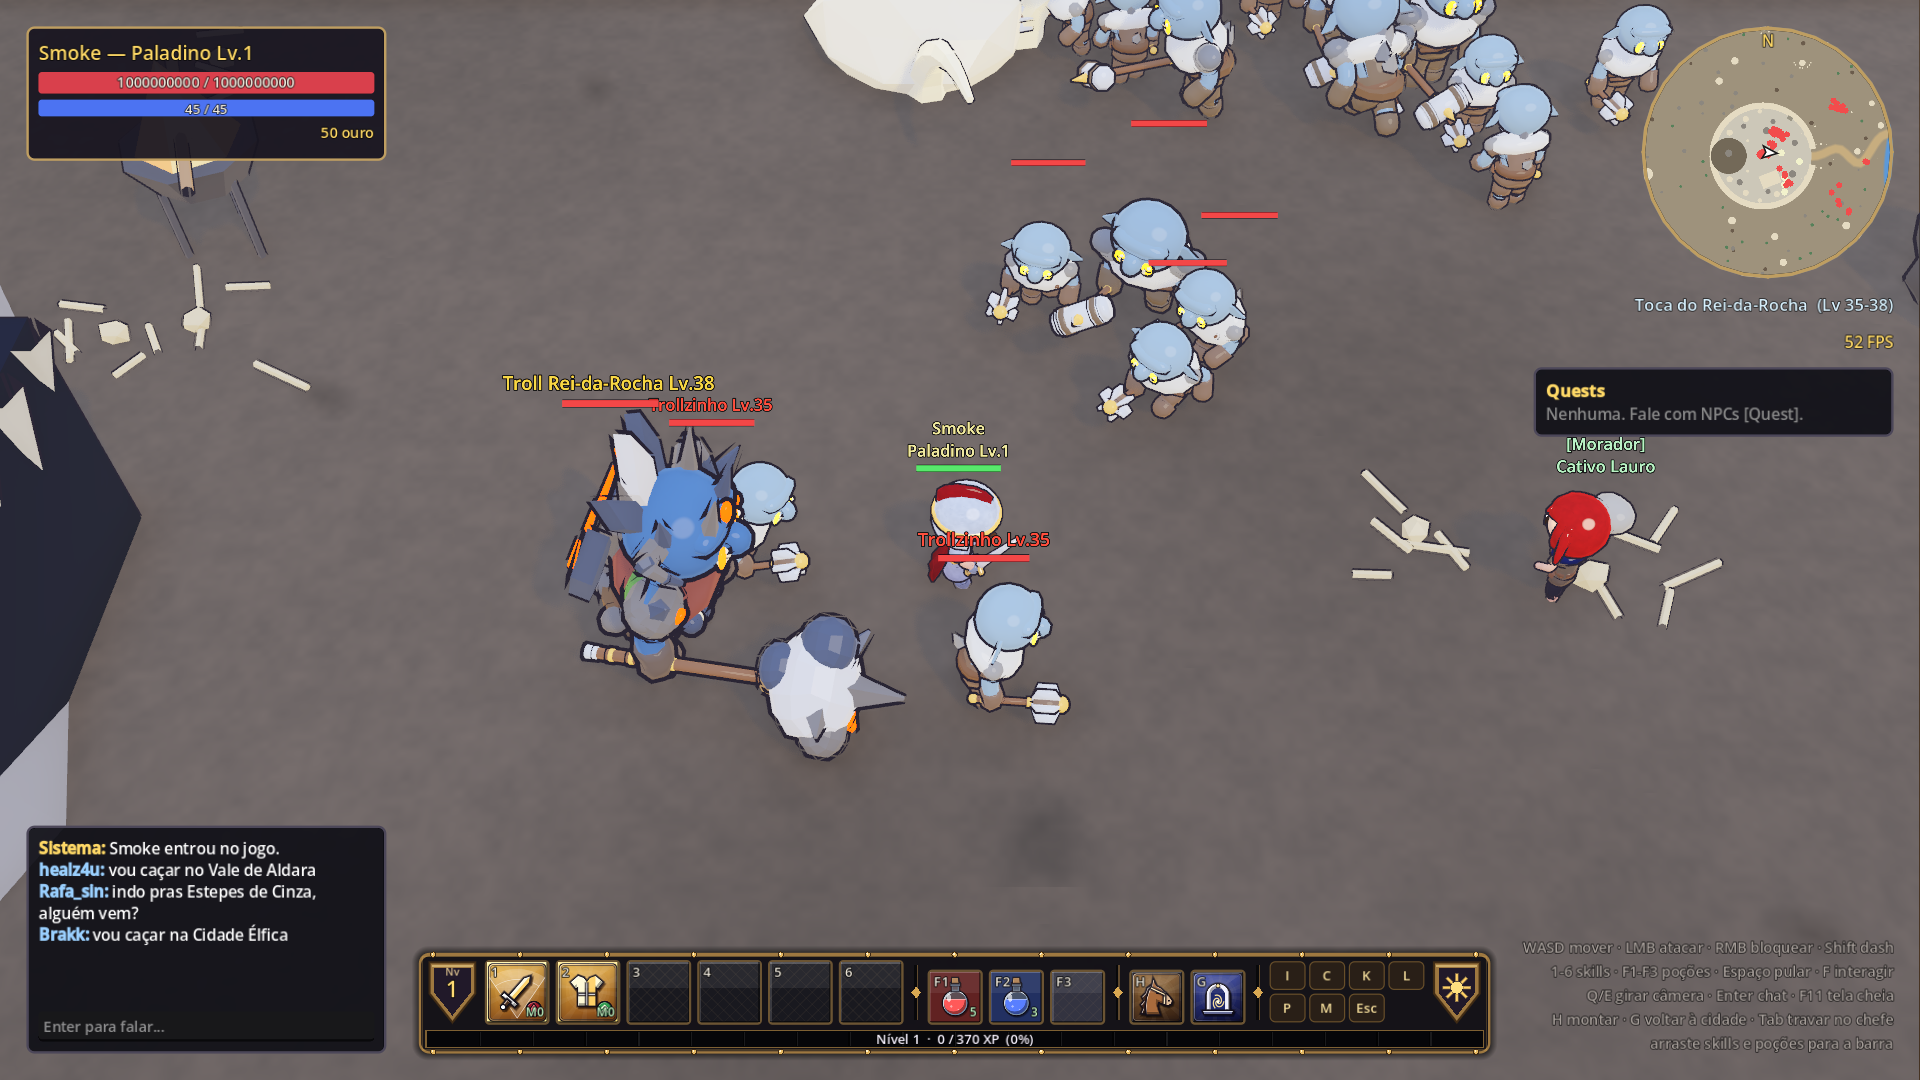 Smoke — Paladino Lv.1
1000000000 / 1000000000
45 / 45
50 ouro
N
Toca do Rei-da-Rocha (Lv 35-38)
52 FPS
Quests
Nenhuma. Fale com NPCs [Quest].
[Morador]
Cativo Lauro
Troll Rei-da-Rocha Lv.38
Trollzinho Lv.35
Smoke
Paladino Lv.1
Trollzinho Lv.35
Sistema: Smoke entrou no jogo.
healz4u: vou caçar no Vale de Aldara
Rafa_sln: indo pras Estepes de Cinza,
alguém vem?
Brakk: vou caçar na Cidade Élfica
Enter para falar...
Nv
1
1 M0
2 M0
3
4
5
6
F1 5
F2 3
F3
H
G
I C K L
P M Esc
Nível 1 · 0 / 370 XP (0%)
WASD mover · LMB atacar · RMB bloquear · Shift dash
1-6 skills · F1-F3 poções · Espaço pular · F interagir
Q/E girar câmera · Enter chat · F11 tela cheia
H montar · G voltar à cidade · Tab travar no chefe
arraste skills e poções para a barra